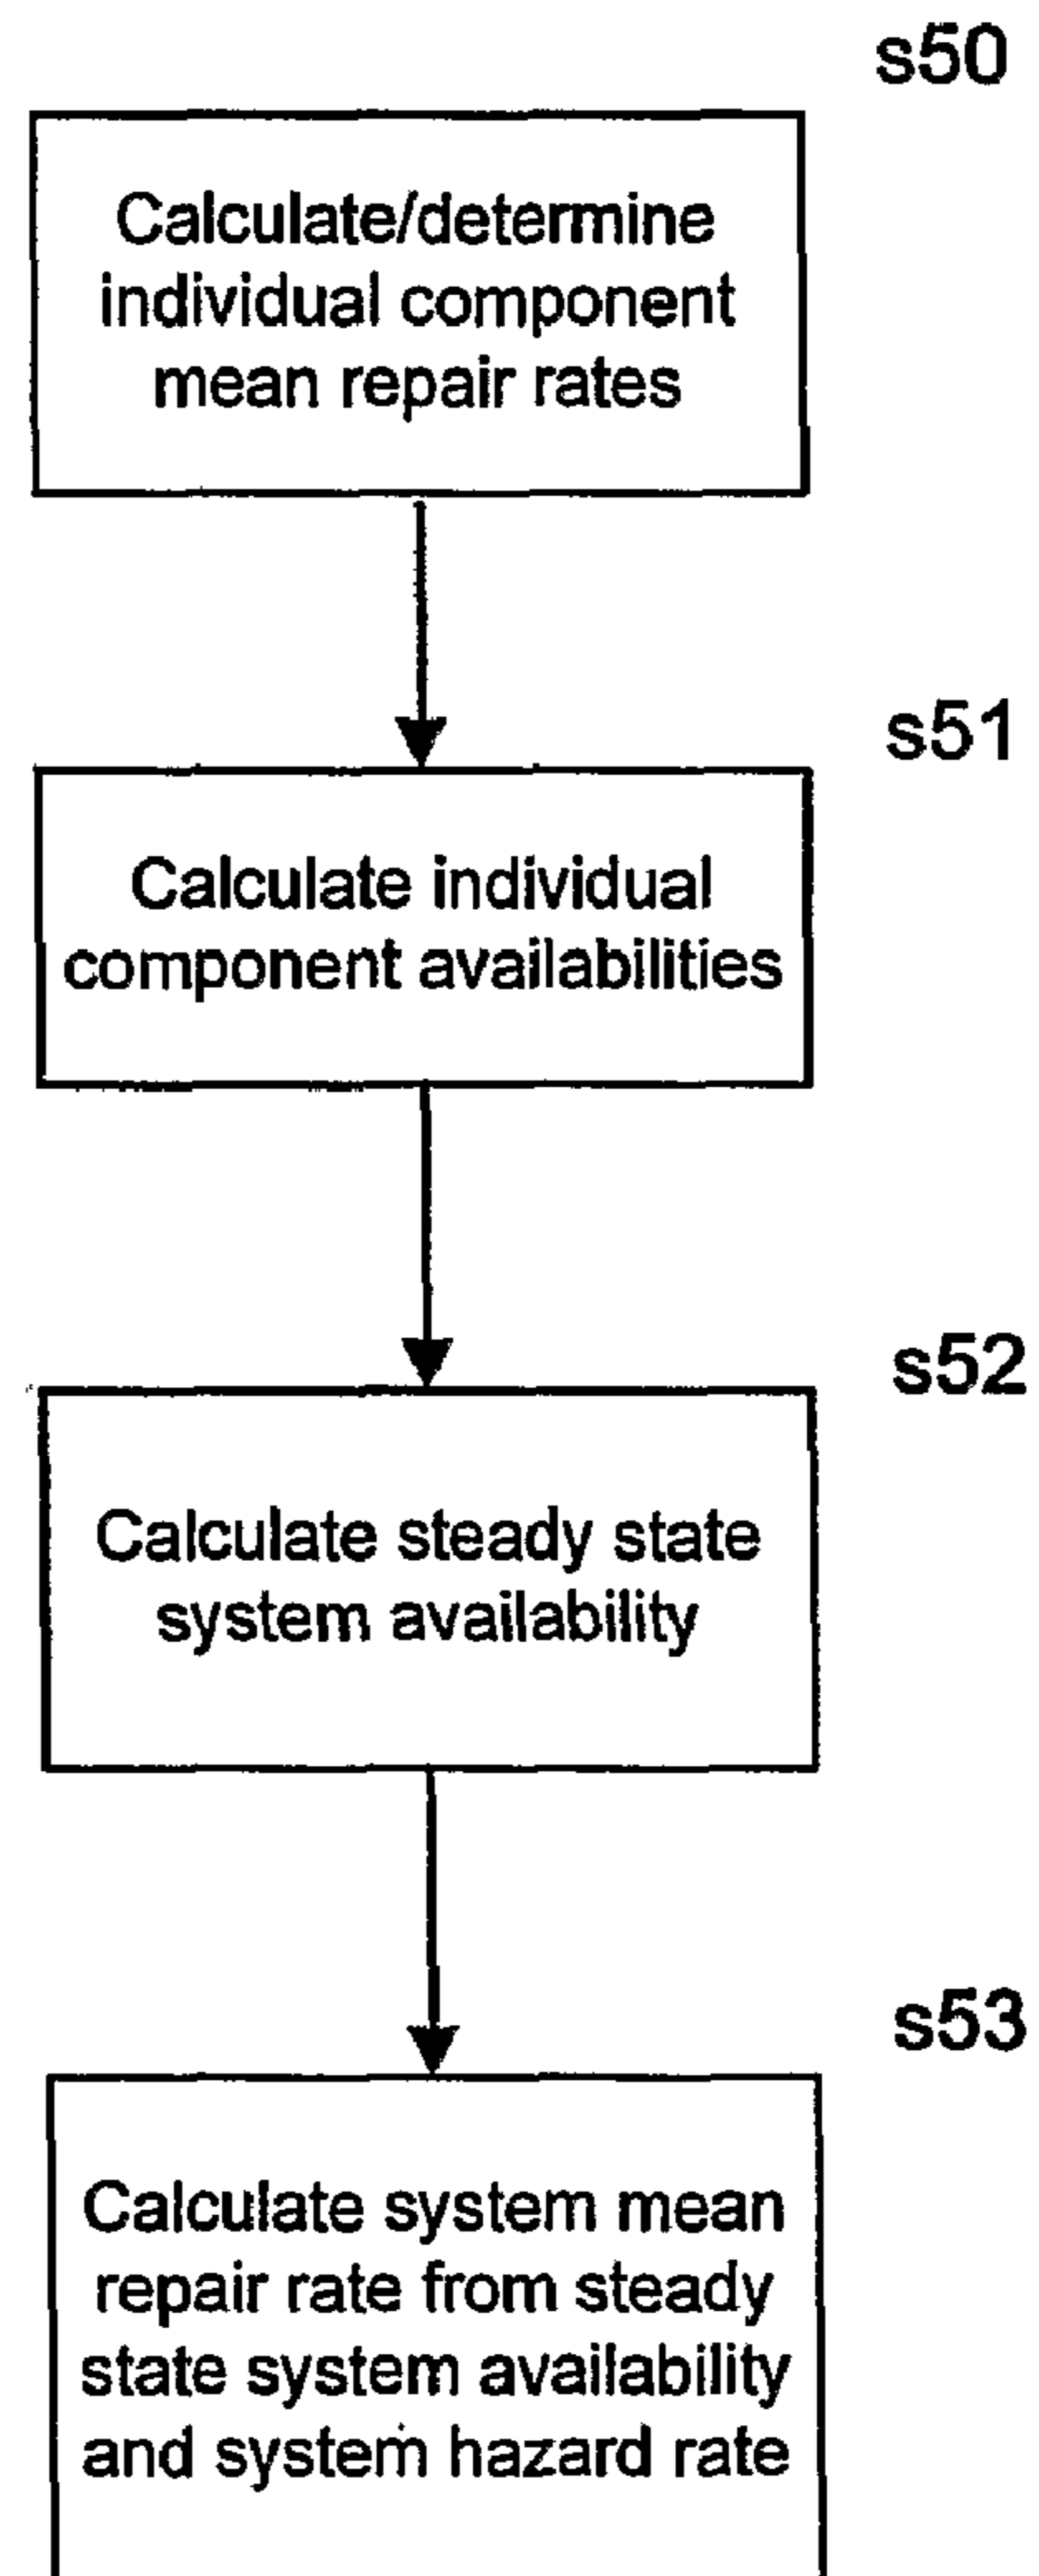 s50
Calculate/determine
individual component
mean repair rates
s51
Calculate individual
component availabilities
s52
Calculate steady state
system availability
s53
Calculate system mean
repair rate from steady
state system availability
and system hazard rate